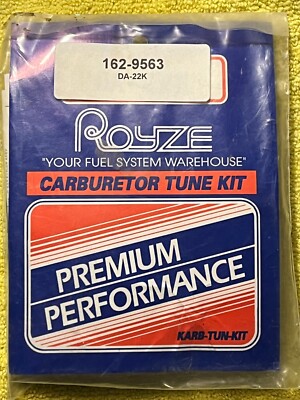 162-9563
DA-22K
ROYZE
"YOUR FUEL SYSTEM WAREHOUSE"
CARBURETOR TUNE KIT
PREMIUM
PERFORMANCE
KARB-TUN-KIT